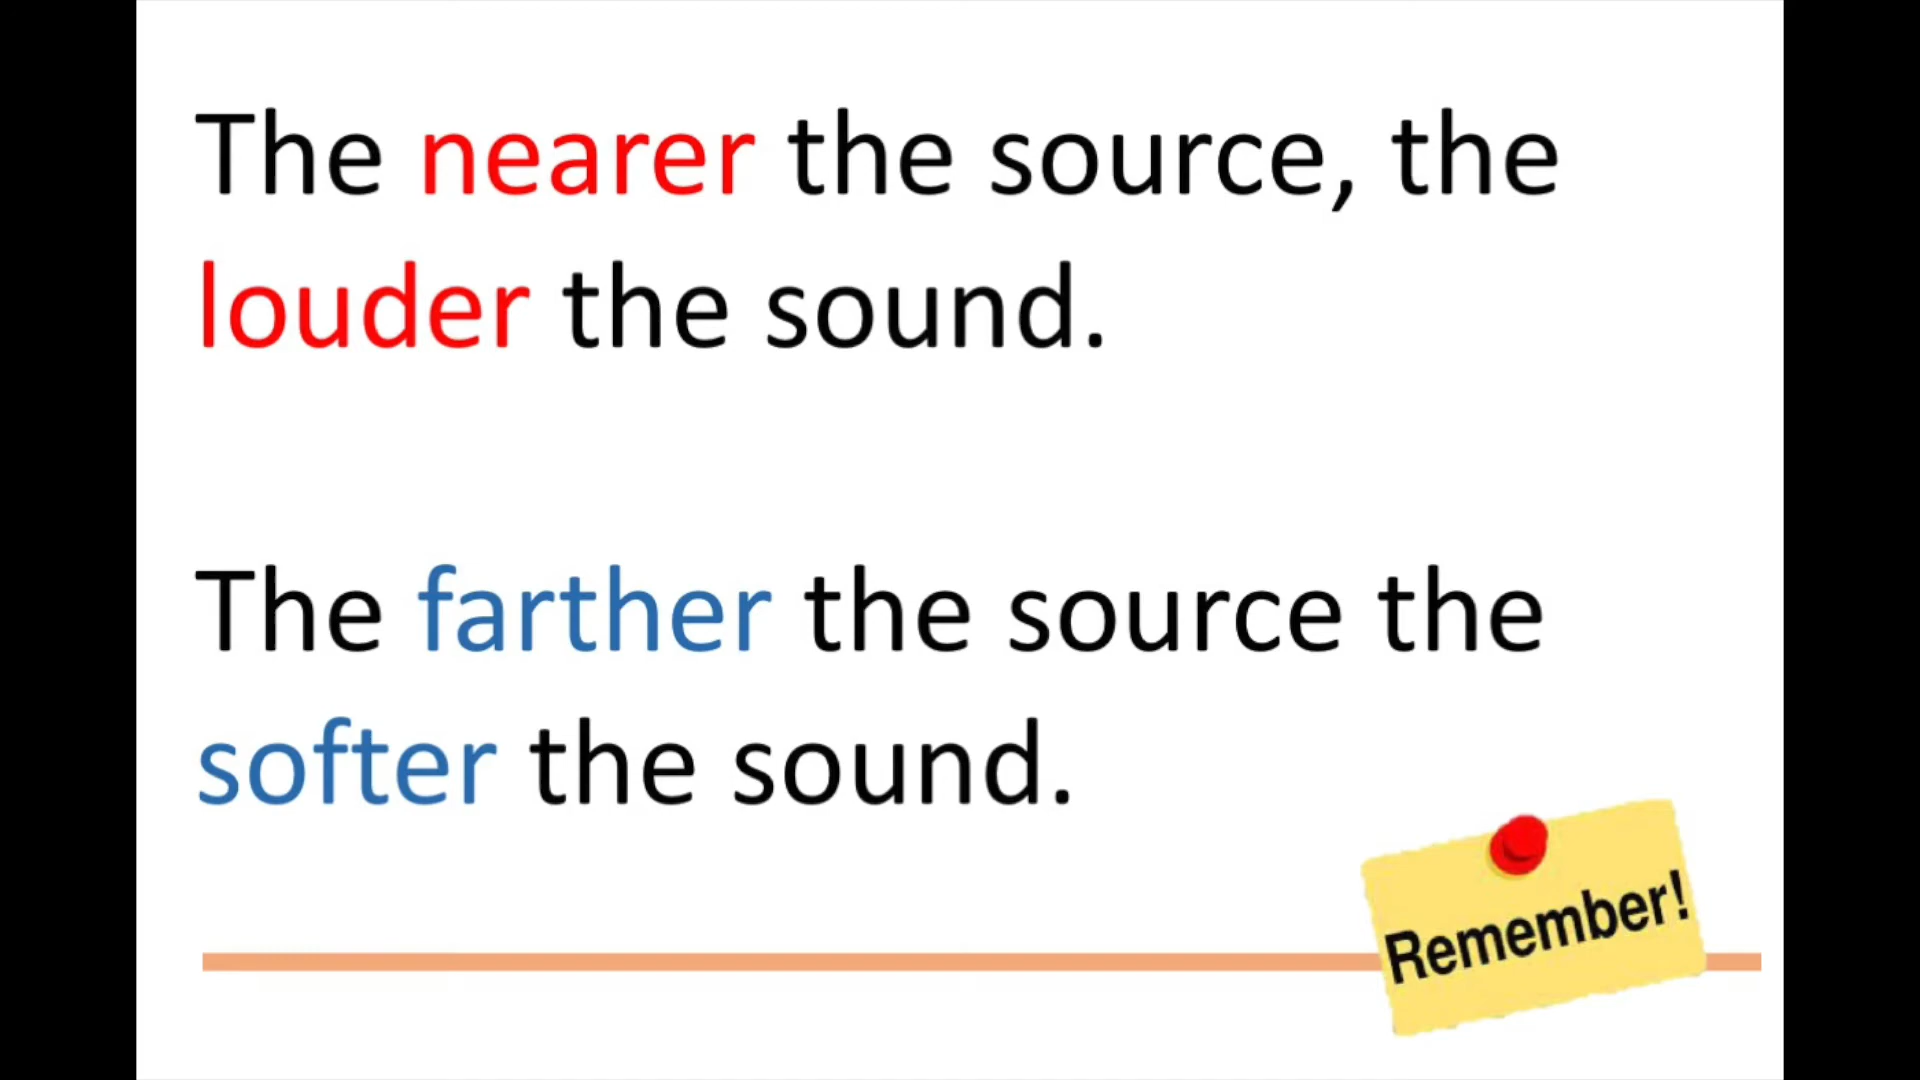 The nearer the source, the
louder the sound.
The farther the source the
softer the sound.
Remember!